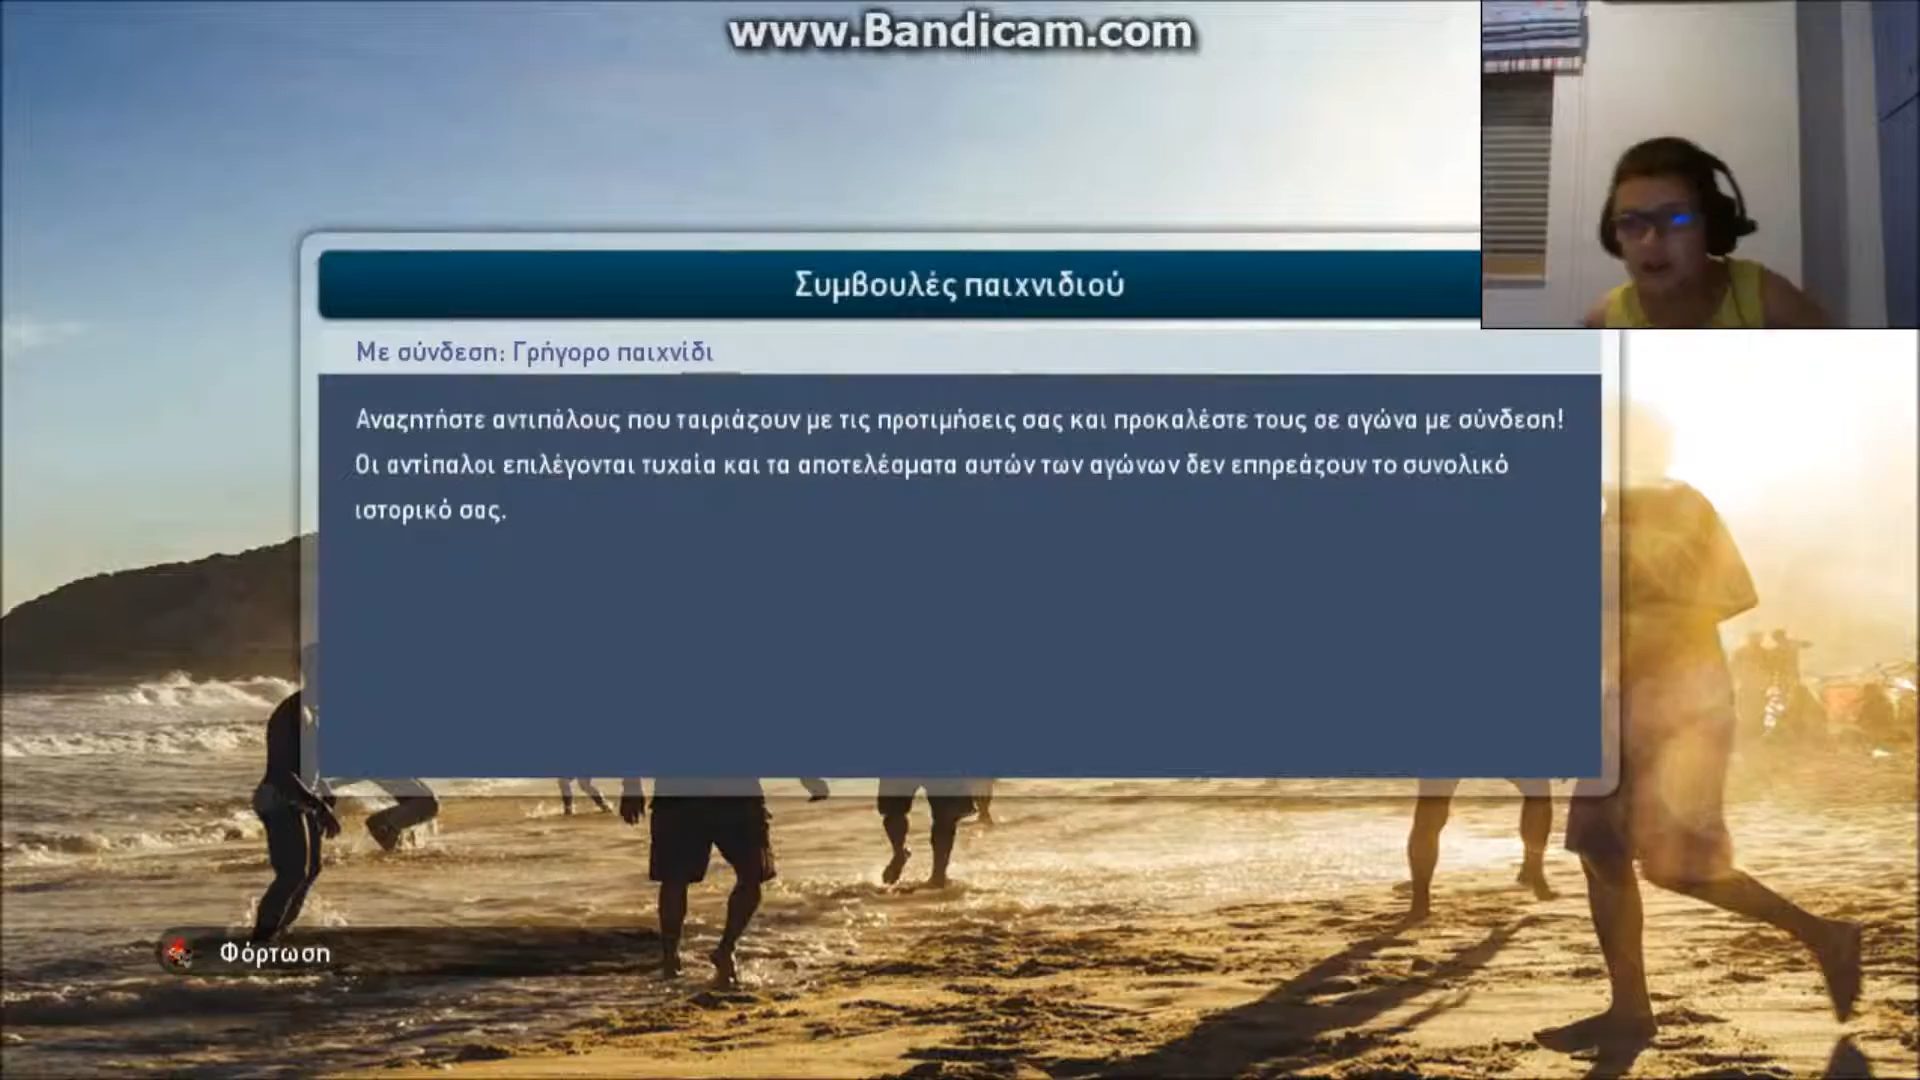 www.Bandicam.com
Συμβουλές παιχνιδιού
Με σύνδεση: Γρήγορο παιχνίδι
Αναζητήστε αντιπάλους που ταιριάζουν με τις προτιμήσεις σας και προκαλέστε τους σε αγώνα με σύνδεση!
Οι αντίπαλοι επιλέγονται τυχαία και τα αποτελέσματα αυτών των αγώνων δεν επηρεάζουν το συνολικό
ιστορικό σας.
Φόρτωση